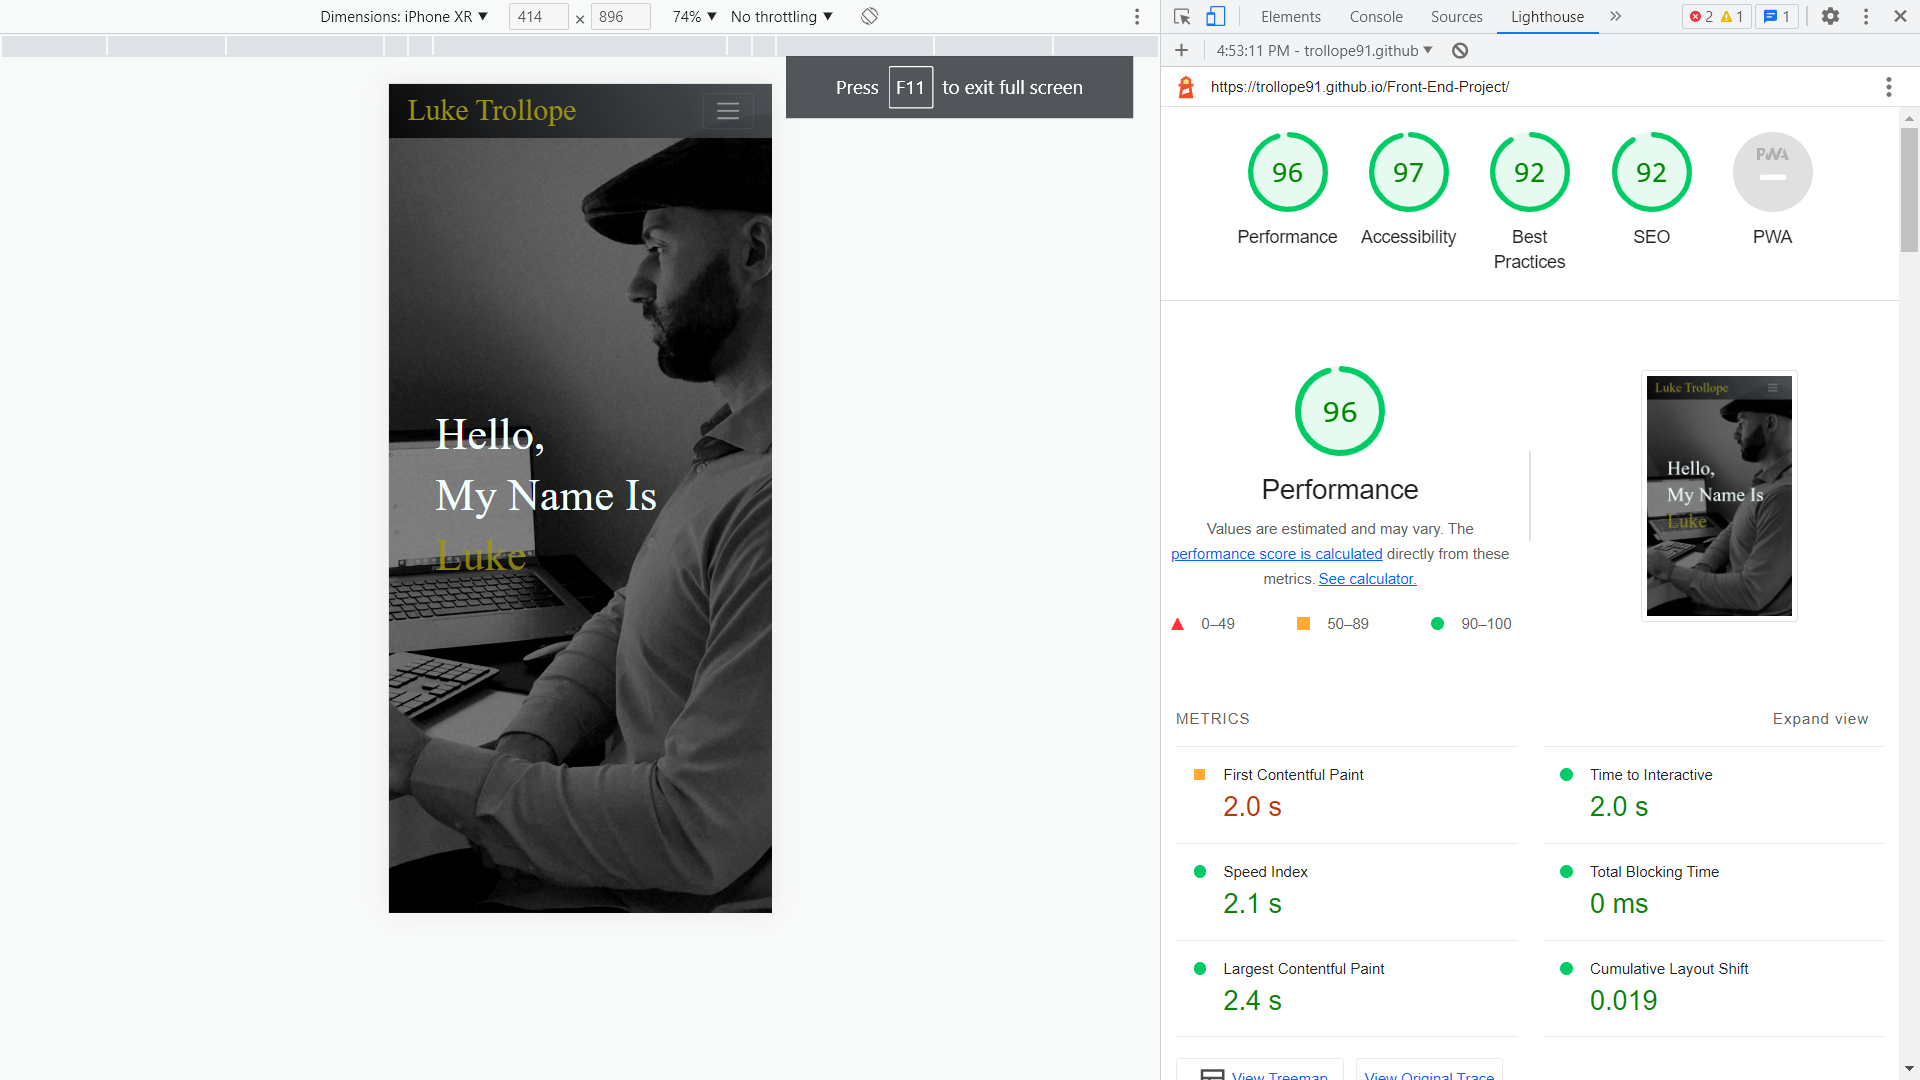 Dimensions: iPhone XR ▼ 414 × 896 74% ▼ No throttling ▼
Elements Console Sources Lighthouse » 2 1 1
+ 4:53:11 PM - trollope91.github ▼
https://trollope91.github.io/Front-End-Project/
Press F11 to exit full screen
Luke Trollope
Hello,
My Name Is
Luke
96 97 92 92 PWA
Performance Accessibility Best Practices SEO PWA
96
Performance
Values are estimated and may vary. The
performance score is calculated directly from these
metrics. See calculator.
0–49 50–89 90–100
Luke Trollope
Hello,
My Name Is
Luke
METRICS Expand view
First Contentful Paint
2.0 s
Time to Interactive
2.0 s
Speed Index
2.1 s
Total Blocking Time
0 ms
Largest Contentful Paint
2.4 s
Cumulative Layout Shift
0.019
View Treemap View Original Trace